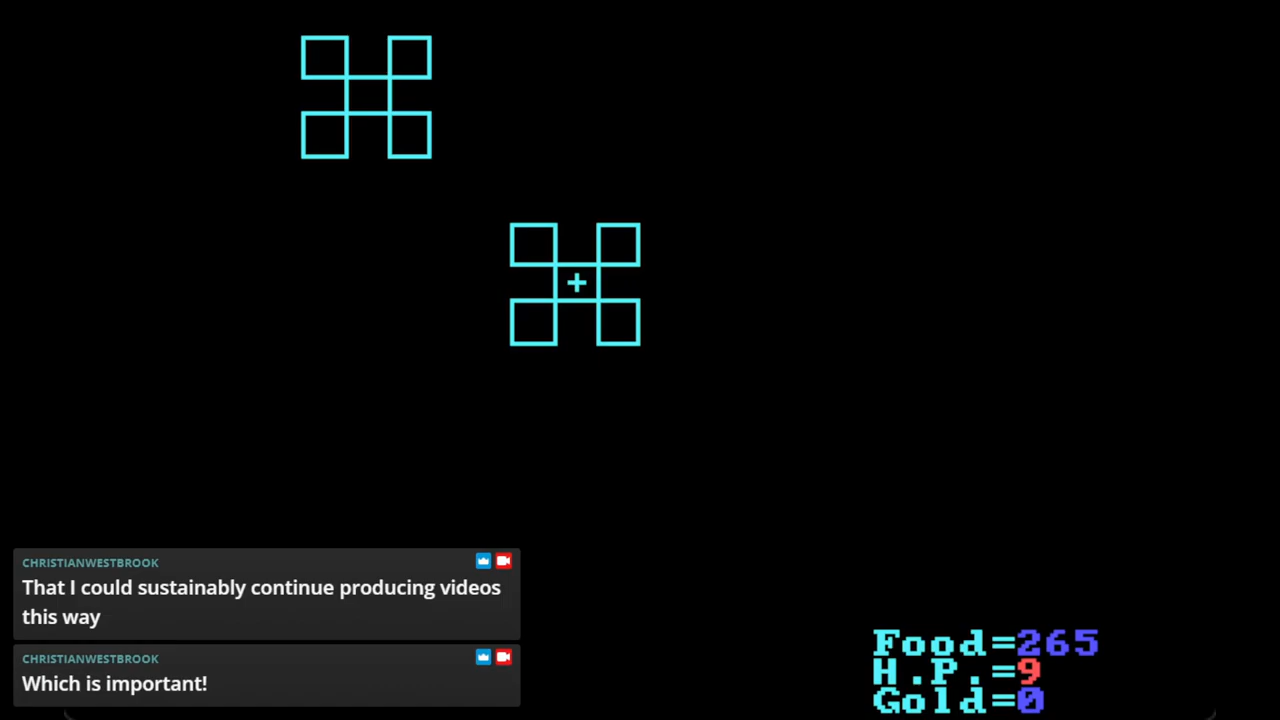 CHRISTIANWESTBROOK
That I could sustainably continue producing videos
this way
CHRISTIANWESTBROOK
Which is important!
Food=265
H.P.=9
Gold=0